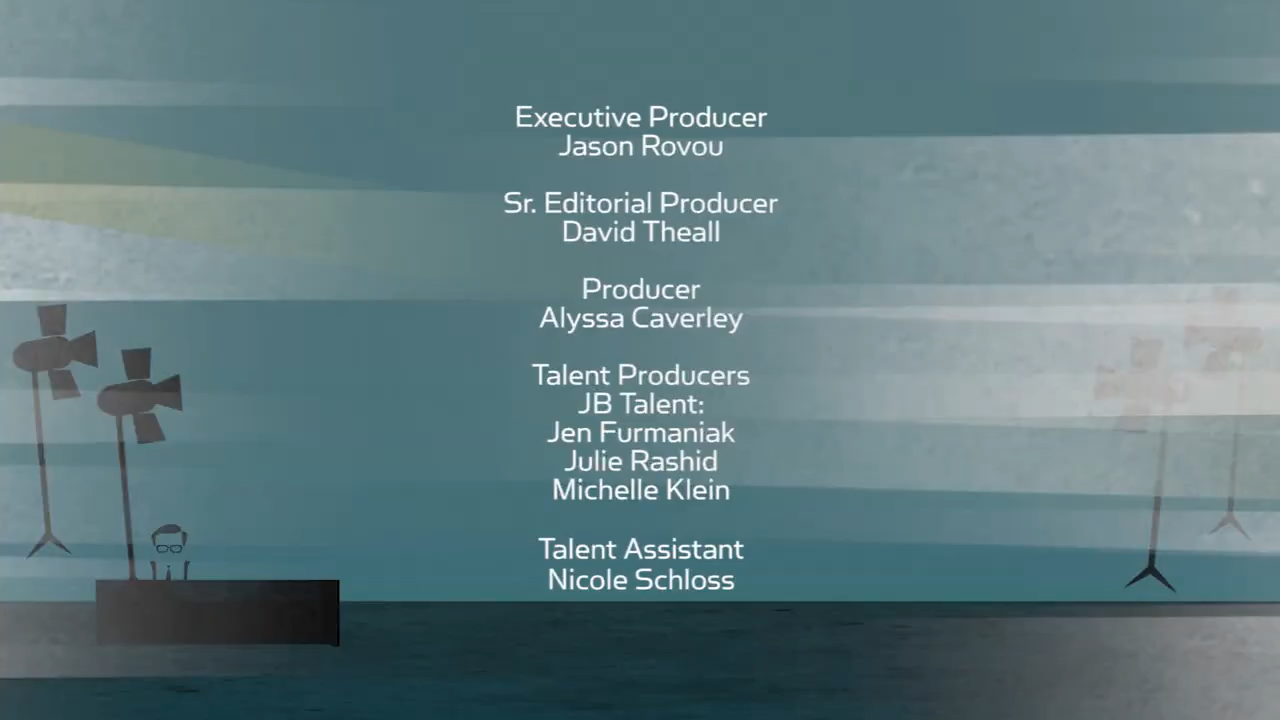 Executive Producer
Jason Rovou
Sr. Editorial Producer
David Theall
Producer
Alyssa Caverley
Talent Producers
JB Talent:
Jen Furmaniak
Julie Rashid
Michelle Klein
Talent Assistant
Nicole Schloss